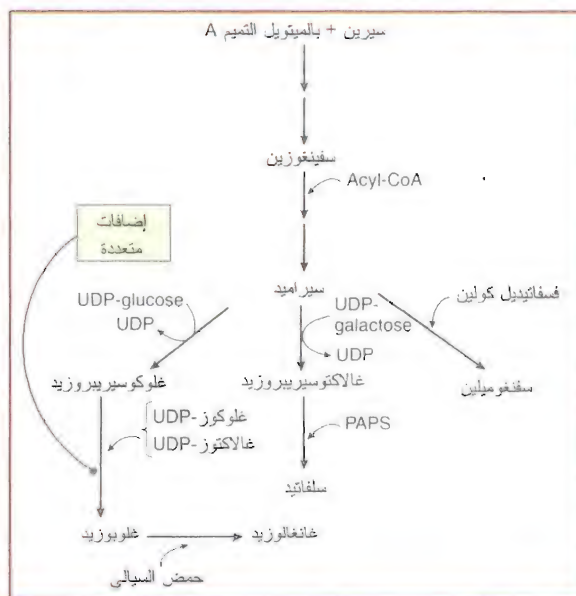 سيرين + بالميتويل التميم A
سفينغوزين
Acyl-CoA
إضافات
متعددة
سيراميد
فسفاتيديل كولين
UDP-glucose
UDP
UDP-
galactose
UDP
غلوكوسيريبروزيد
غالاكتوسيريبروزيد
سفنغوميلين
UDP-غلوكوز
UDP-غالاكتوز
PAPS
سلفاتيد
غلوبوزيد
غانغالوزيد
حمض السيالي